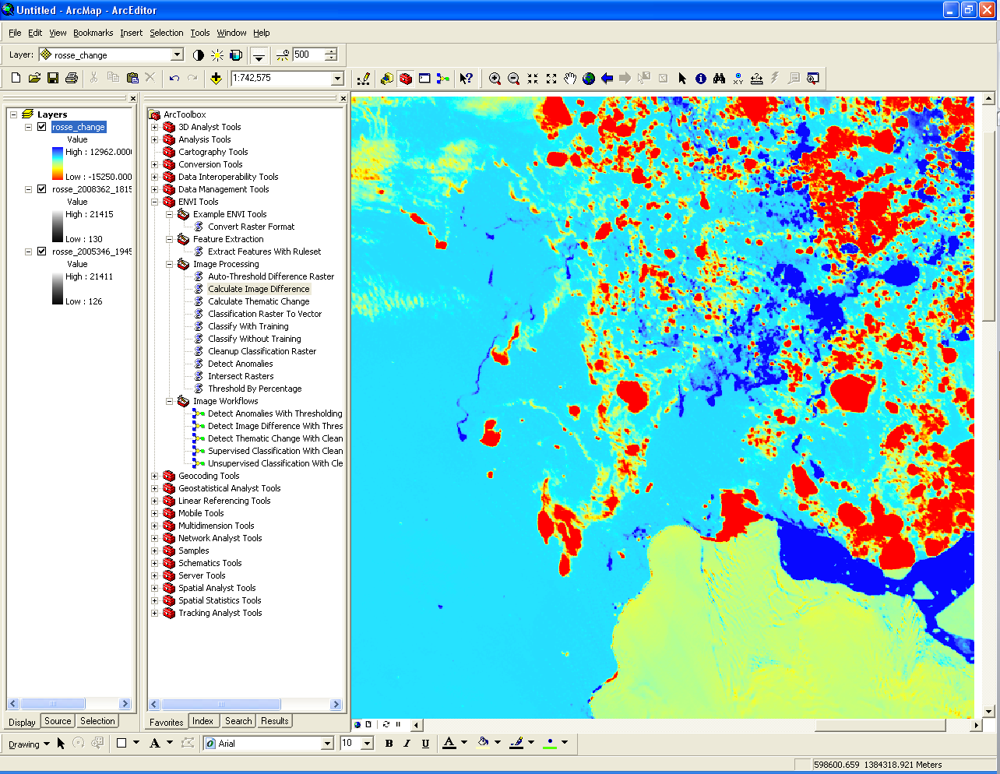 Untitled - ArcMap - ArcEditor
File Edit View Bookmarks Insert Selection Tools Window Help
Layer: rosse_change 500
1:742,575
Layers
rosse_change
Value
High : 12962.000
Low : -15250.000
rosse_2008362_1815
Value
High : 21415
Low : 130
rosse_2005346_1945
Value
High : 21411
Low : 126
Display Source Selection
ArcToolbox
3D Analyst Tools
Analysis Tools
Cartography Tools
Conversion Tools
Data Interoperability Tools
Data Management Tools
ENVI Tools
Example ENVI Tools
Convert Raster Format
Feature Extraction
Extract Features With Ruleset
Image Processing
Auto-Threshold Difference Raster
Calculate Image Difference
Calculate Thematic Change
Classification Raster To Vector
Classify With Training
Classify Without Training
Cleanup Classification Raster
Detect Anomalies
Intersect Rasters
Threshold By Percentage
Image Workflows
Detect Anomalies With Thresholding
Detect Image Difference With Thres
Detect Thematic Change With Clean
Supervised Classification With Clean
Unsupervised Classification With Cle
Geocoding Tools
Geostatistical Analyst Tools
Linear Referencing Tools
Mobile Tools
Multidimension Tools
Network Analyst Tools
Samples
Schematics Tools
Server Tools
Spatial Analyst Tools
Spatial Statistics Tools
Tracking Analyst Tools
Favorites Index Search Results
Drawing A Arial 10 B I U A
598600.659 1384318.921 Meters